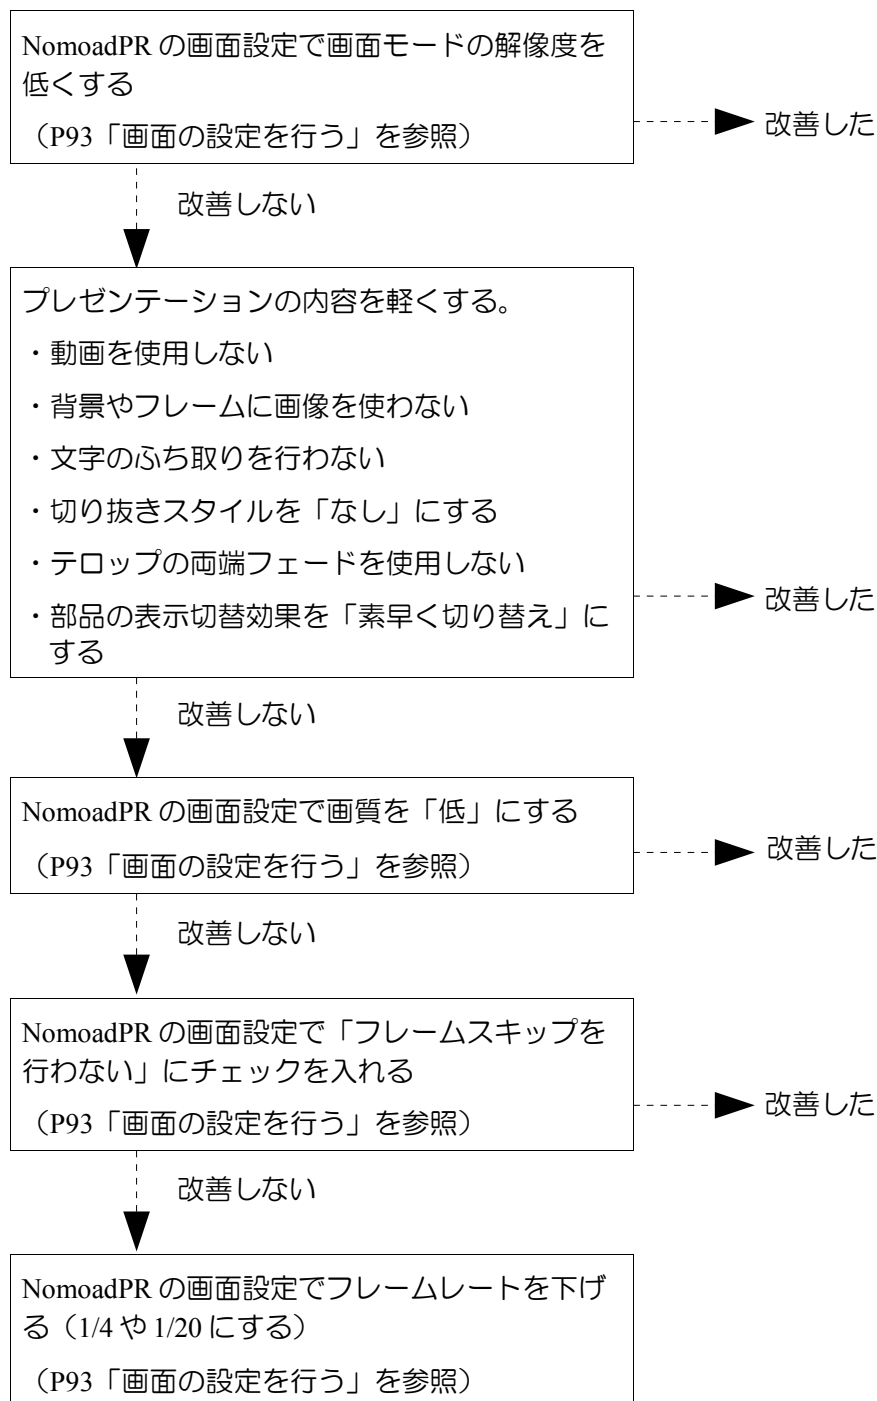 NomoadPR の画面設定で画面モードの解像度を
低くする
（P93「画面の設定を行う」を参照）
改善した
改善しない
プレゼンテーションの内容を軽くする。
・動画を使用しない
・背景やフレームに画像を使わない
・文字のふち取りを行わない
・切り抜きスタイルを「なし」にする
・テロップの両端フェードを使用しない
・部品の表示切替効果を「素早く切り替え」に
する
改善した
改善しない
NomoadPR の画面設定で画質を「低」にする
（P93「画面の設定を行う」を参照）
改善した
改善しない
NomoadPR の画面設定で「フレームスキップを
行わない」にチェックを入れる
（P93「画面の設定を行う」を参照）
改善した
改善しない
NomoadPR の画面設定でフレームレートを下げ
る（1/4 や 1/20 にする）
（P93「画面の設定を行う」を参照）